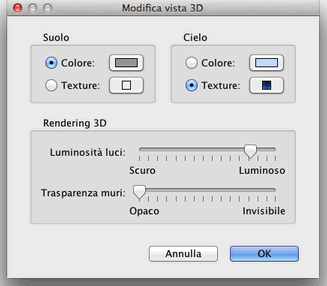 Modifica vista 3D
Suolo Cielo
Colore: Colore:
Texture: Texture:
Rendering 3D
Luminosità luci:
Scuro Luminoso
Trasparenza muri:
Opaco Invisibile
Annulla OK